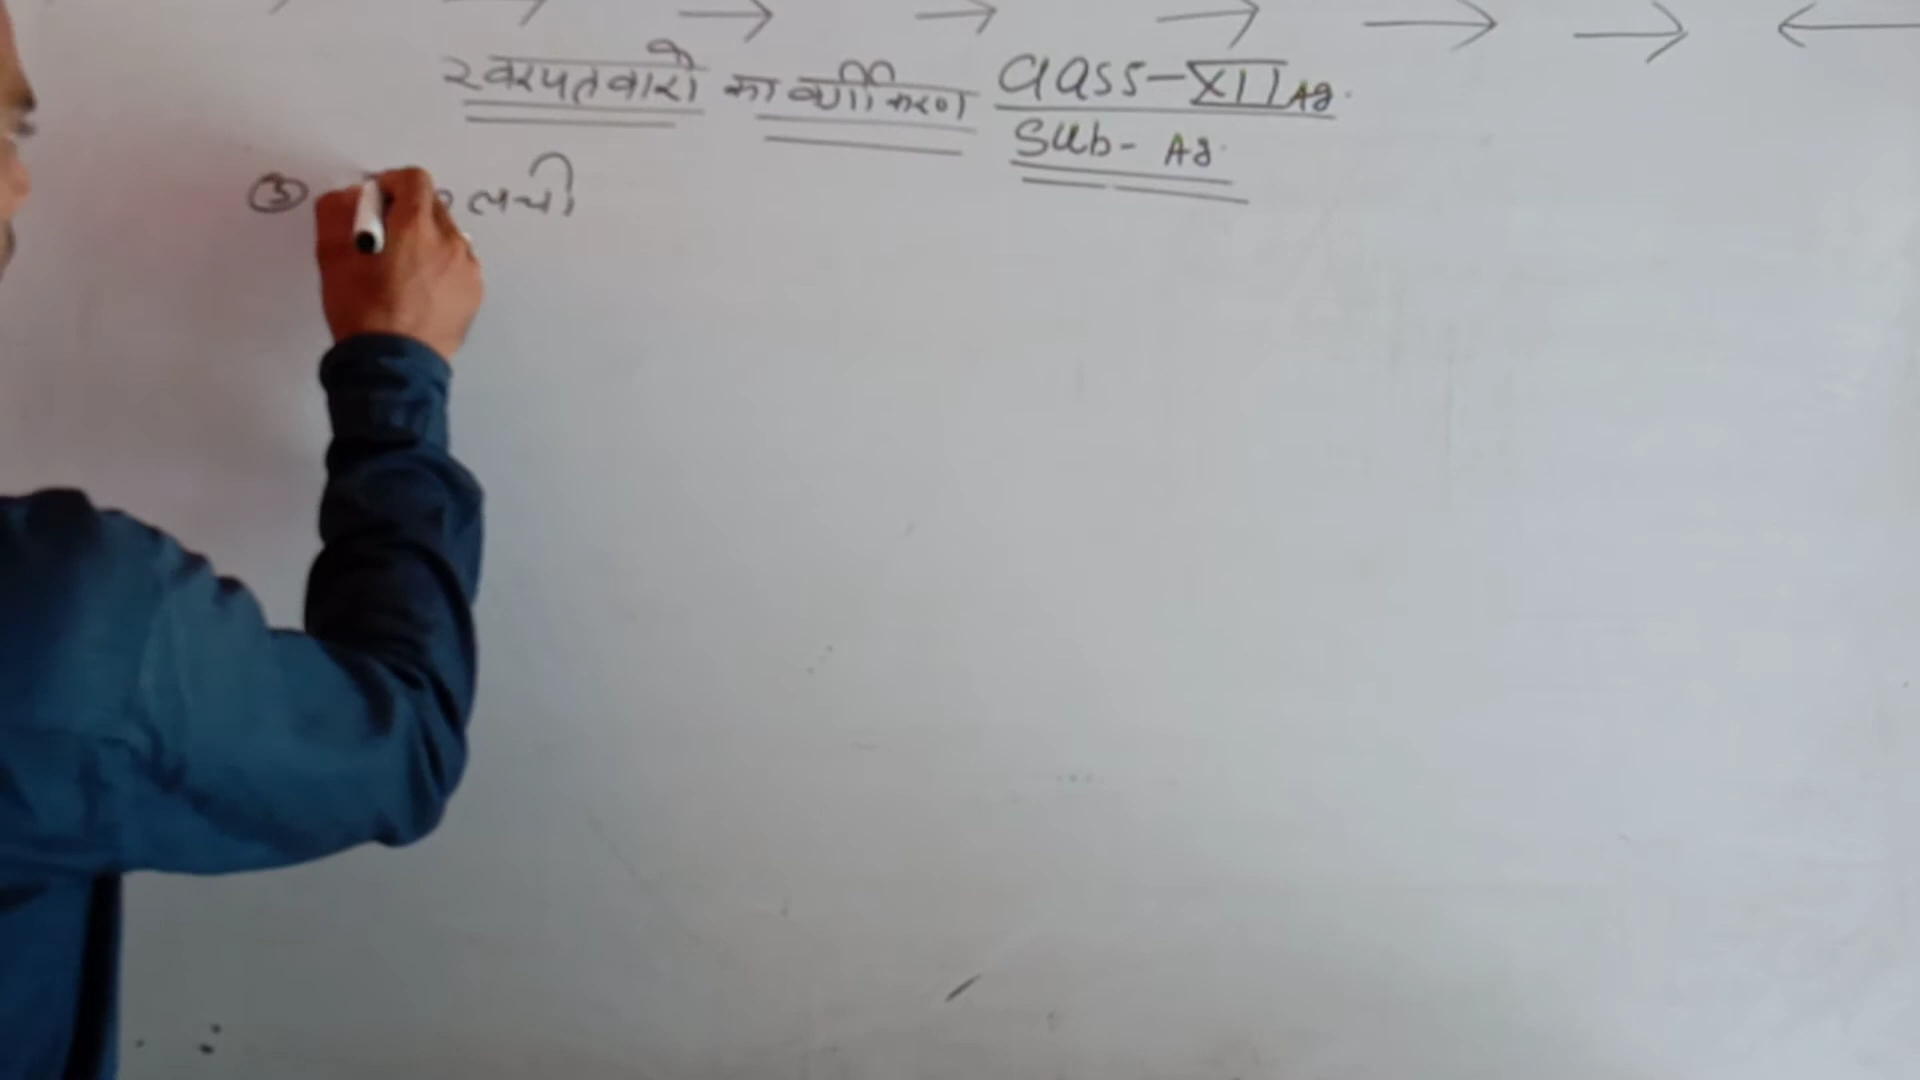 खरपतवारो का वर्गीकरण Class-XII Ag.
Sub- Ag.
③